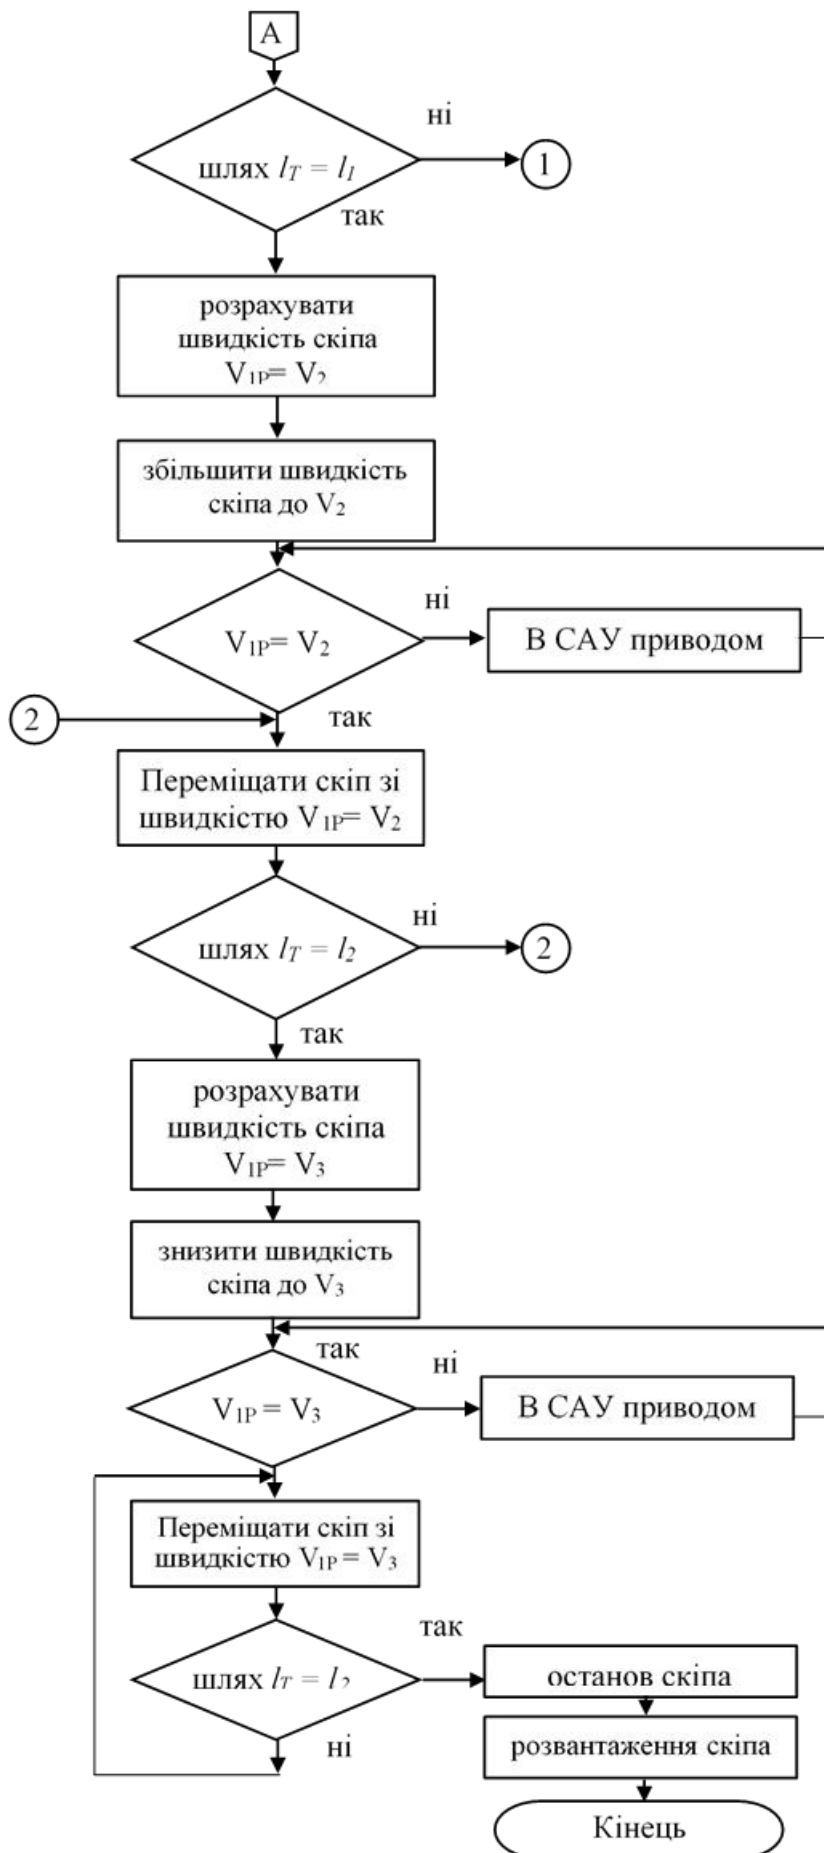 А
ні
шлях lT = l1
1
так
розрахувати
швидкість скіпа
V1P= V2
збільшити швидкість
скіпа до V2
ні
V1P= V2
В САУ приводом
2
так
Переміщати скіп зі
швидкістю V1P= V2
ні
шлях lT = l2
2
так
розрахувати
швидкість скіпа
V1P= V3
знизити швидкість
скіпа до V3
так
ні
V1P = V3
В САУ приводом
Переміщати скіп зі
швидкістю V1P = V3
так
шлях lT = l2
останов скіпа
ні
розвантаження скіпа
Кінець